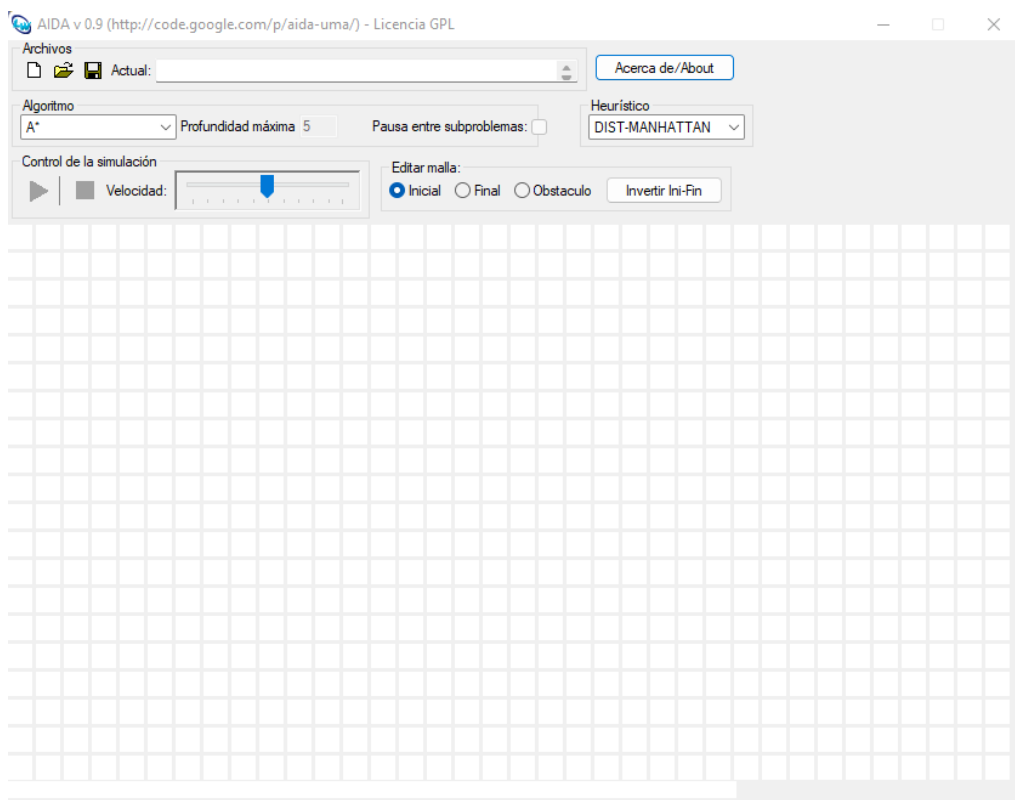 AIDA v 0.9 (http://code.google.com/p/aida-uma/) - Licencia GPL
Archivos
Actual:
Acerca de/About
Algoritmo
A*
Profundidad máxima 5
Pausa entre subproblemas:
Heurístico
DIST-MANHATTAN
Control de la simulación
Velocidad:
Editar malla:
Inicial Final Obstaculo Invertir Ini-Fin